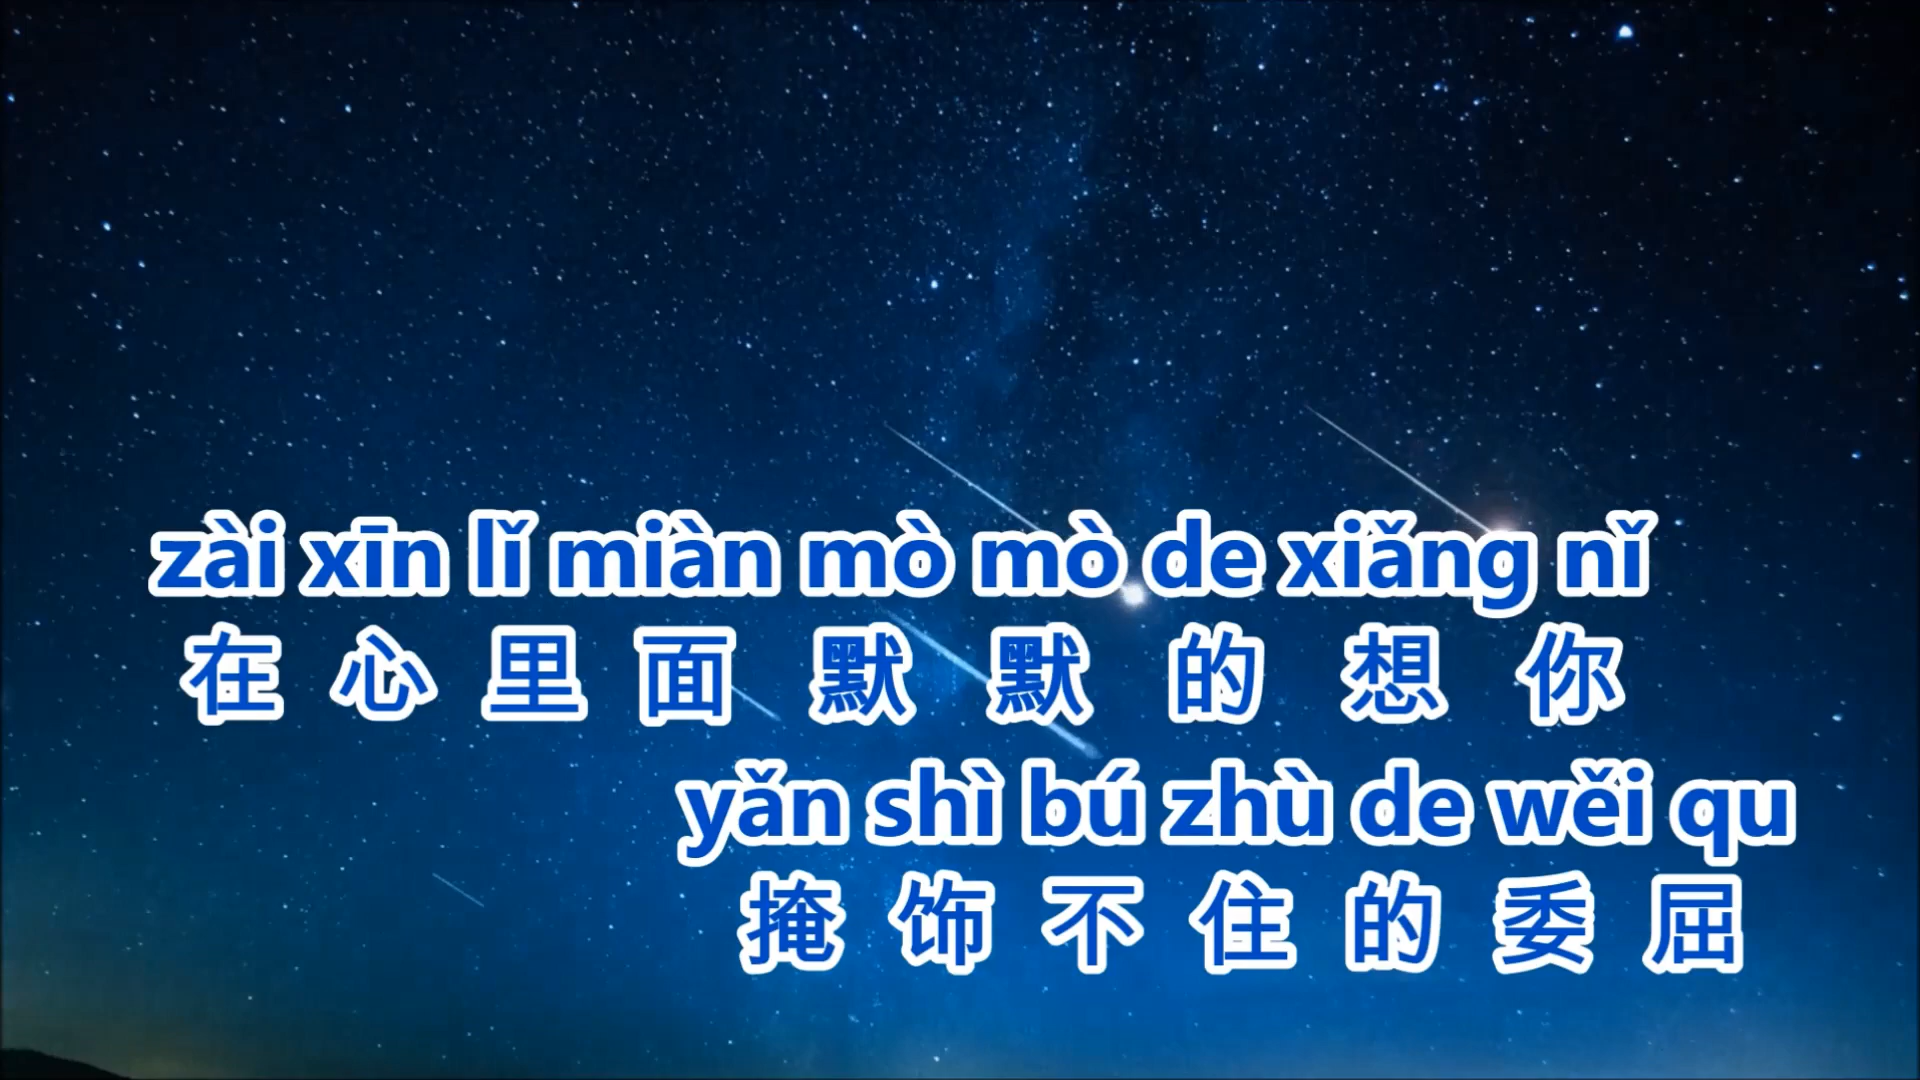 zài xīn lǐ miàn mò mò de xiǎng nǐ
在心里面默默的想你
yǎn shì bú zhù de wěi qu
掩饰不住的委屈